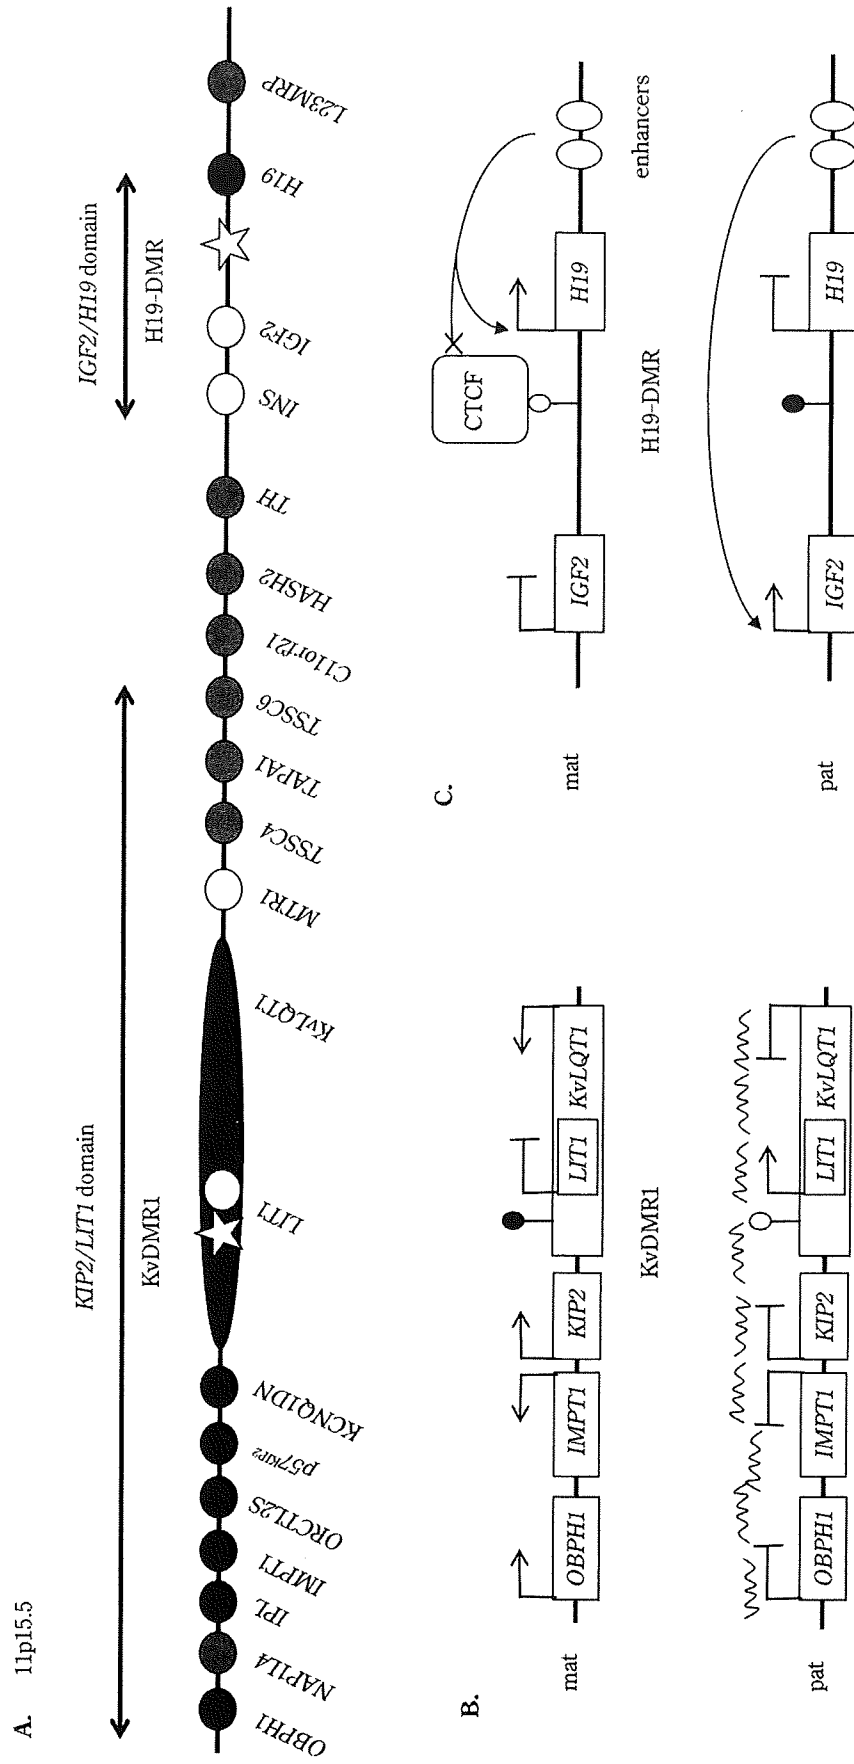 A. 11p15.5
KIP2/LIT1 domain
KvDMR1
IGF2/H19 domain
H19-DMR
OBPH1
NAP1L4
IPL
IMPT1
ORCTL2S
p57KIP2
KCNQ1DN
LIT1
KvLQT1
MTR1
TSSC4
TAPA1
TSSC6
C11orf21
HASH2
TH
INS
IGF2
H19
L23MRP
B.
mat
OBPH1
IMPT1
KIP2
LIT1
KvLQT1
KvDMR1
pat
OBPH1
IMPT1
KIP2
LIT1
KvLQT1
C.
mat
IGF2
CTCF
H19
enhancers
H19-DMR
pat
IGF2
H19